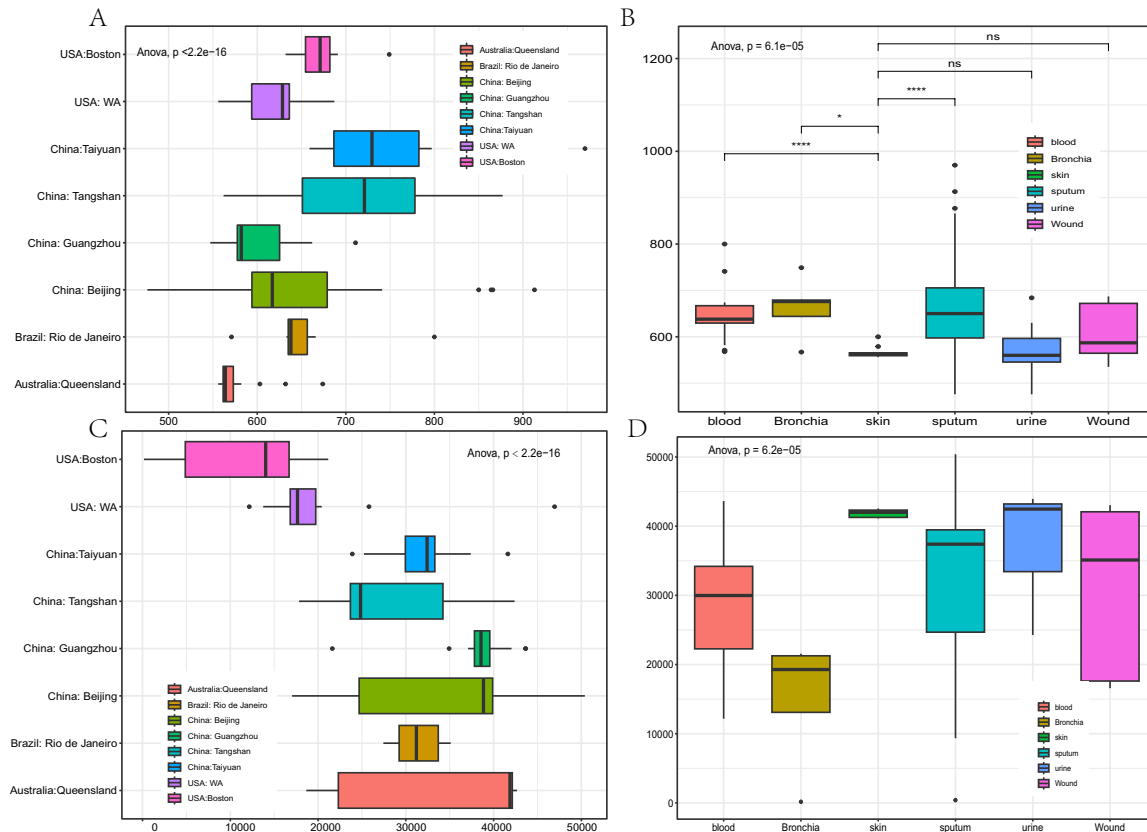 A
Anova, p <2.2e-16
USA:Boston
USA: WA
China:Taiyuan
China: Tangshan
China: Guangzhou
China: Beijing
Brazil: Rio de Janeiro
Australia:Queensland
500 600 700 800 900
Australia:Queensland
Brazil: Rio de Janeiro
China: Beijing
China: Guangzhou
China: Tangshan
China:Taiyuan
USA: WA
USA:Boston
B
Anova, p = 6.1e-05
ns
ns
****
*
****
1200
1000
800
600
blood Bronchia skin sputum urine Wound
blood
Bronchia
skin
sputum
urine
Wound
C
Anova, p < 2.2e-16
USA:Boston
USA: WA
China:Taiyuan
China: Tangshan
China: Guangzhou
China: Beijing
Brazil: Rio de Janeiro
Australia:Queensland
0 10000 20000 30000 40000 50000
Australia:Queensland
Brazil: Rio de Janeiro
China: Beijing
China: Guangzhou
China: Tangshan
China:Taiyuan
USA: WA
USA:Boston
D
Anova, p = 6.2e-05
50000
40000
30000
20000
10000
0
blood Bronchia skin sputum urine Wound
blood
Bronchia
skin
sputum
urine
Wound